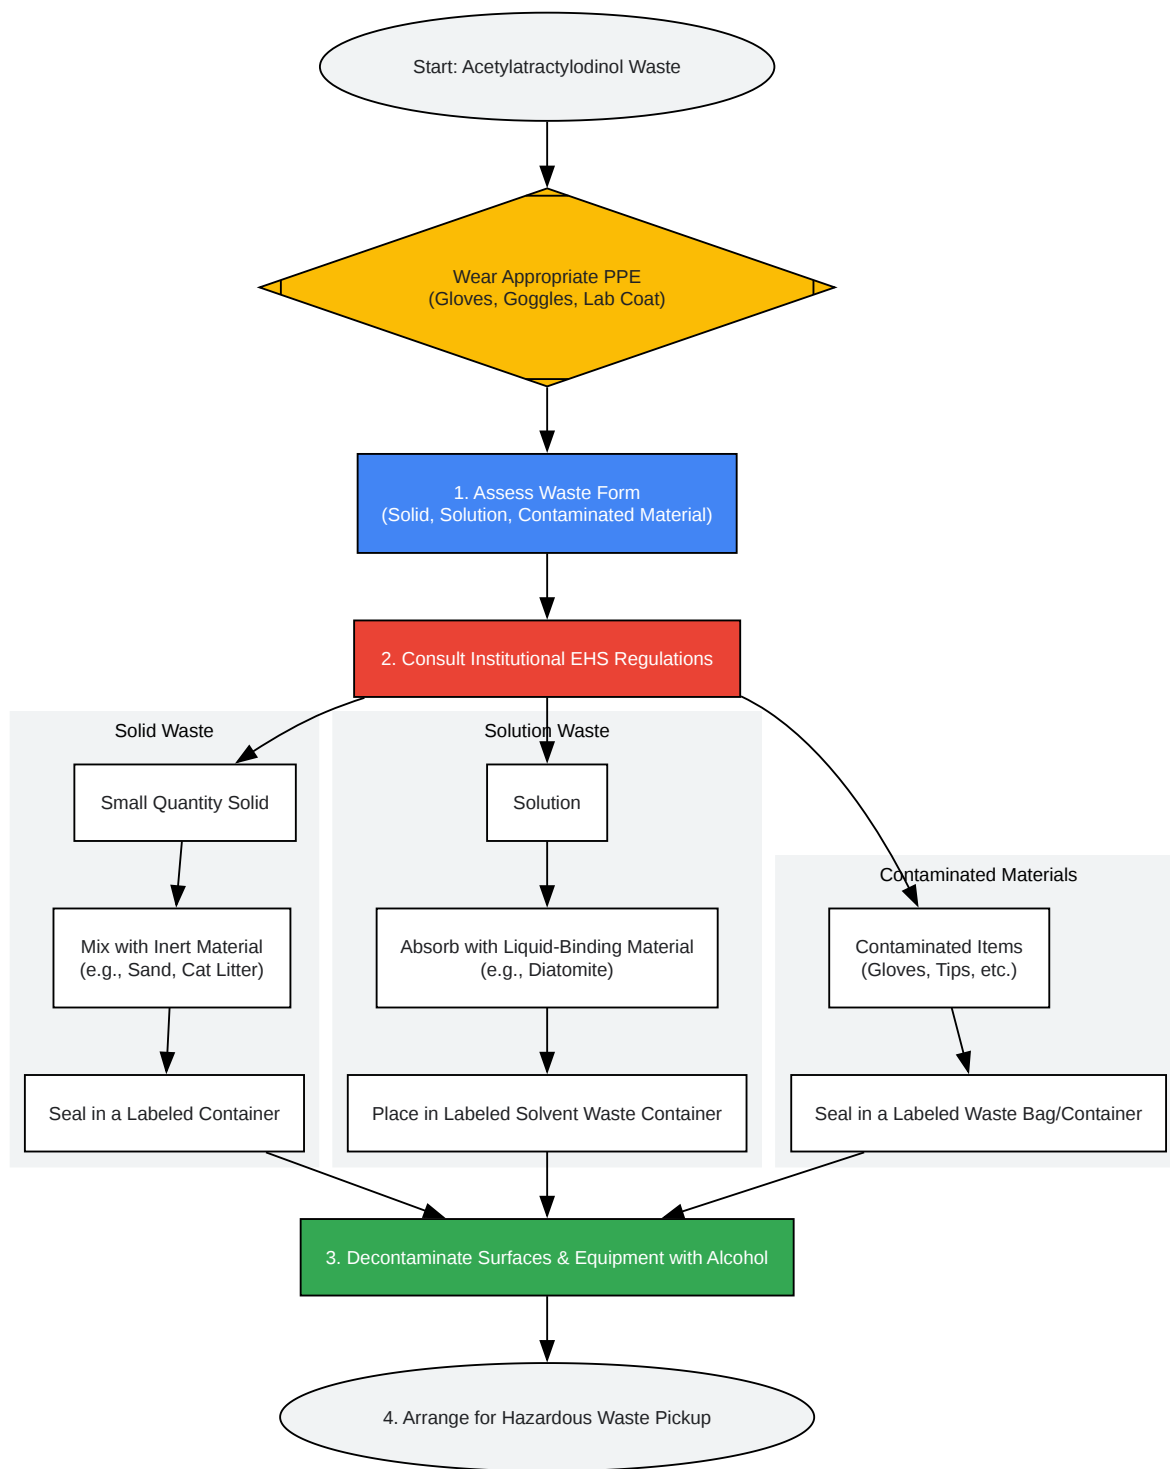 Start: Acetylatractylodinol Waste
Wear Appropriate PPE
(Gloves, Goggles, Lab Coat)
1. Assess Waste Form
(Solid, Solution, Contaminated Material)
2. Consult Institutional EHS Regulations
Solid Waste
Small Quantity Solid
Mix with Inert Material
(e.g., Sand, Cat Litter)
Seal in a Labeled Container
Solution Waste
Solution
Absorb with Liquid-Binding Material
(e.g., Diatomite)
Place in Labeled Solvent Waste Container
Contaminated Materials
Contaminated Items
(Gloves, Tips, etc.)
Seal in a Labeled Waste Bag/Container
3. Decontaminate Surfaces & Equipment with Alcohol
4. Arrange for Hazardous Waste Pickup